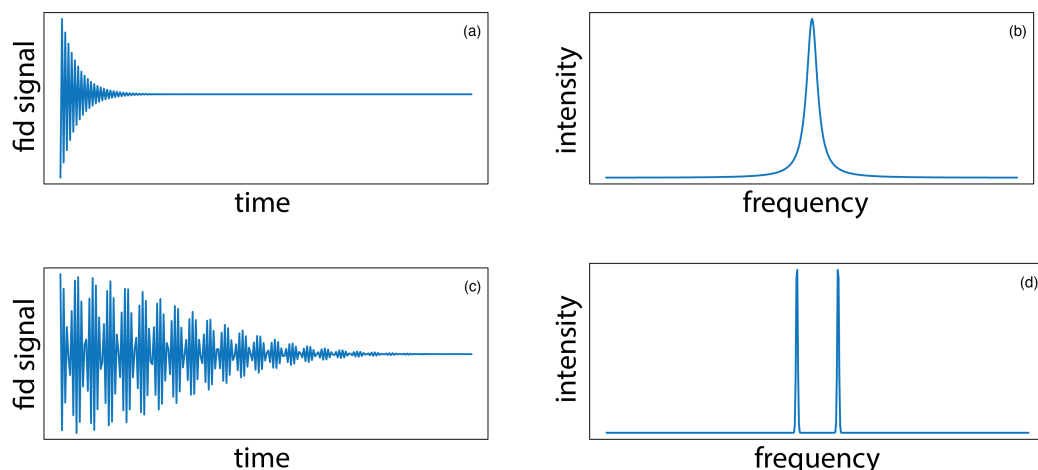 fid signal
(a)
time
intensity
(b)
frequency
fid signal
(c)
time
intensity
(d)
frequency